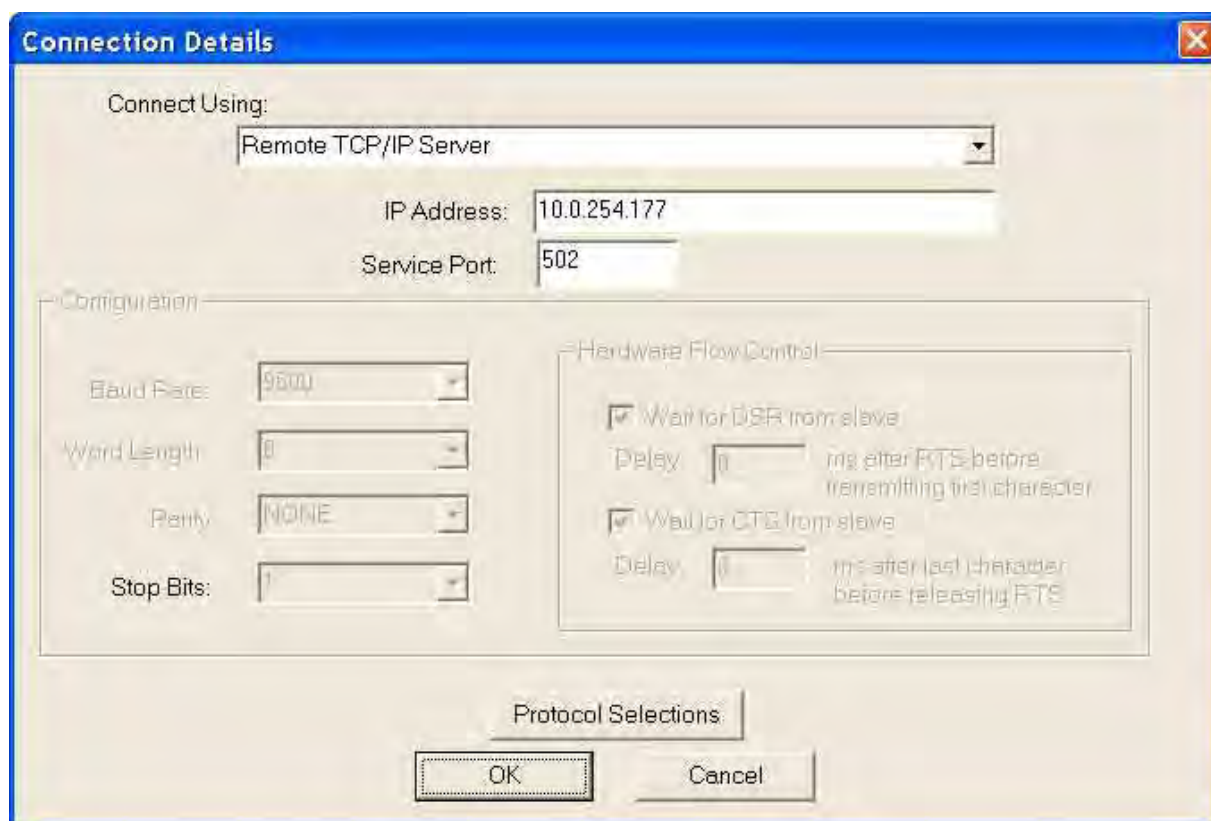 Connection Details
Connect Using:
Remote TCP/IP Server
IP Address: 10.0.254.177
Service Port: 502
Configuration
Baud Rate: 9600
Word Length: 8
Parity: NONE
Stop Bits: 1
Hardware Flow Control
Wait for DSR from slave
Delay 0 ms after RTS before
transmitting first character
Wait for CTS from slave
Delay 0 ms after last character
before releasing RTS
Protocol Selections
OK
Cancel